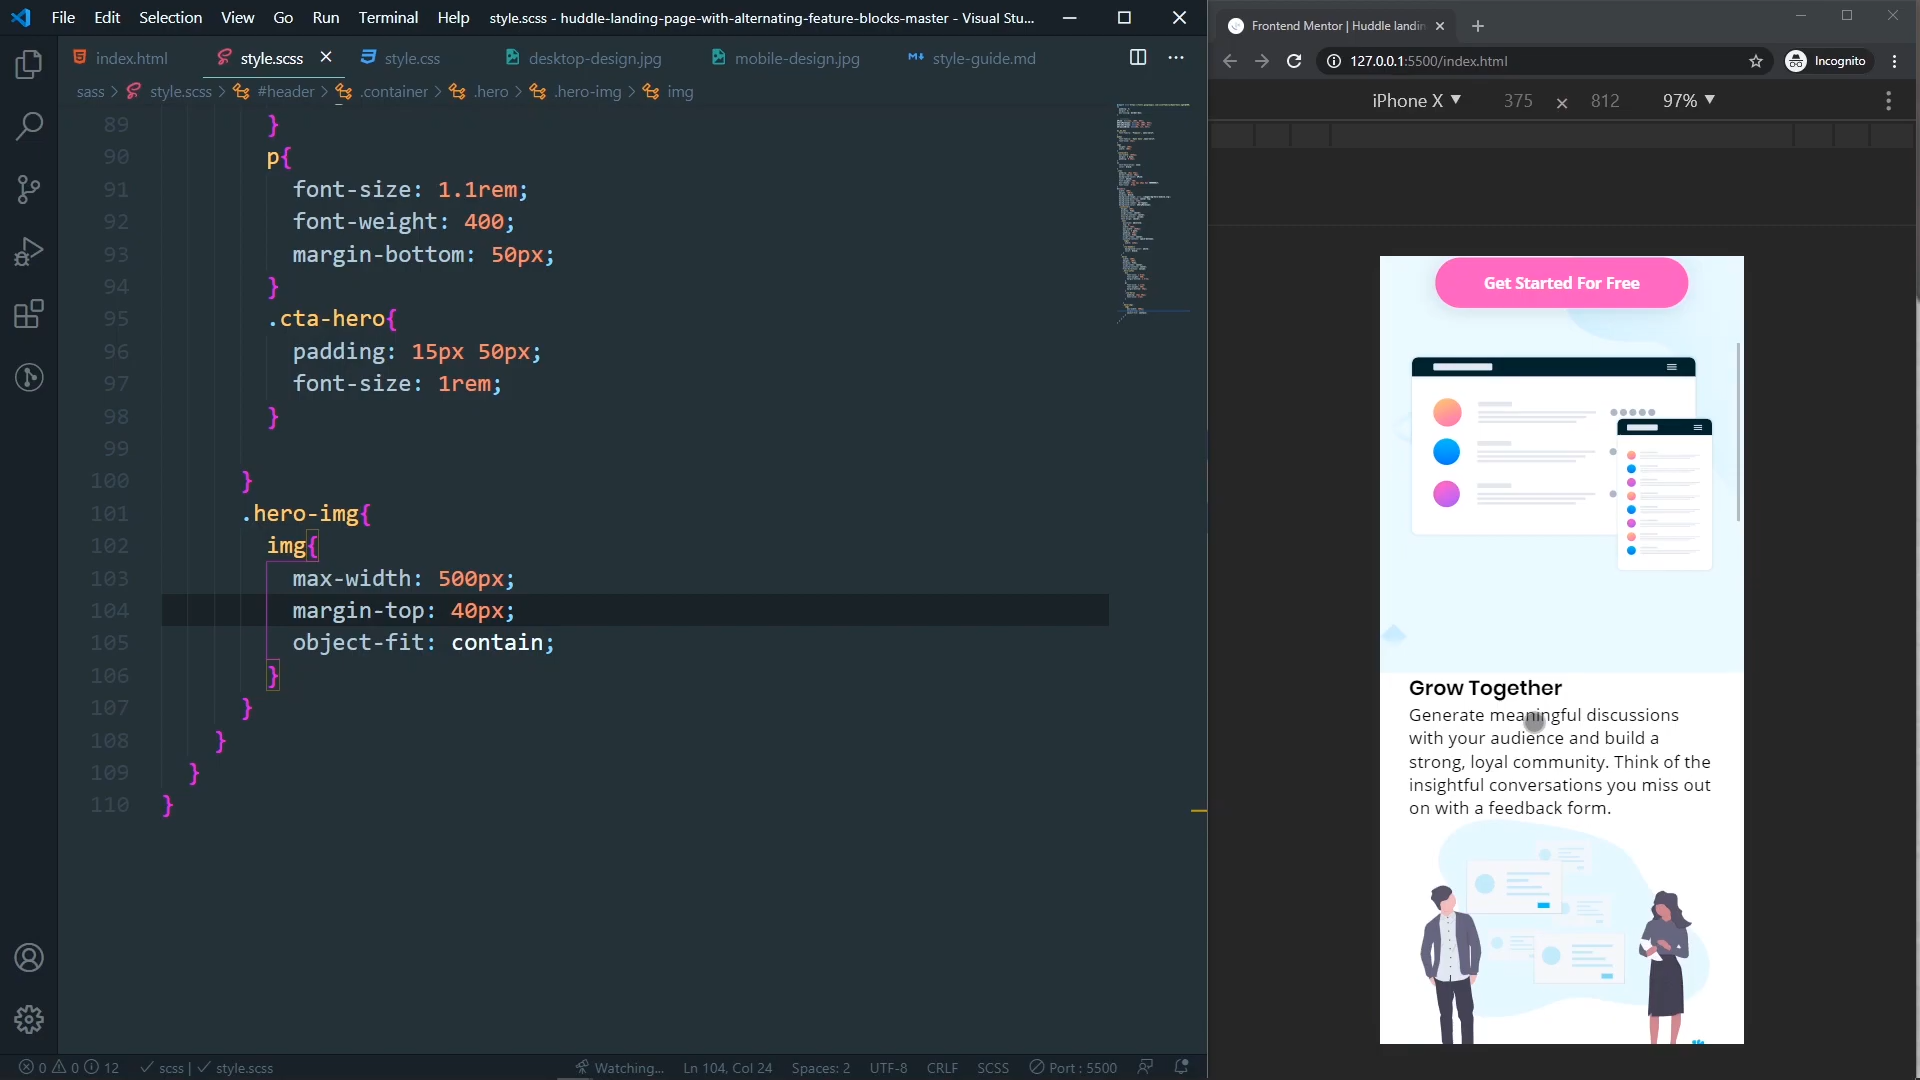 File Edit Selection View Go Run Terminal Help style.scss - huddle-landing-page-with-alternating-feature-blocks-master - Visual Stu...
index.html style.scss style.css desktop-design.jpg mobile-design.jpg style-guide.md
sass > style.scss > #header > .container > .hero > .hero-img > img
89 }
90 p{
91 font-size: 1.1rem;
92 font-weight: 400;
93 margin-bottom: 50px;
94 }
95 .cta-hero{
96 padding: 15px 50px;
97 font-size: 1rem;
98 }
99
100 }
101 .hero-img{
102 img{
103 max-width: 500px;
104 margin-top: 40px;
105 object-fit: contain;
106 }
107 }
108 }
109 }
110 }
0 0 12 scss | style.scss Watching... Ln 104, Col 24 Spaces: 2 UTF-8 CRLF SCSS Port : 5500
Frontend Mentor | Huddle landin
127.0.0.1:5500/index.html Incognito
iPhone X 375 x 812 97%
Get Started For Free
Grow Together
Generate meaningful discussions
with your audience and build a
strong, loyal community. Think of the
insightful conversations you miss out
on with a feedback form.